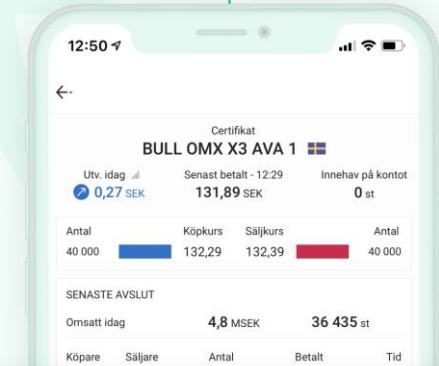 12:50
Certifikat
BULL OMX X3 AVA 1
Utv. idag Senast betalt - 12:29 Innehav på kontot
0,27 SEK 131,89 SEK 0 st
Antal Köpkurs Säljkurs Antal
40 000 132,29 132,39 40 000
SENASTE AVSLUT
Omsatt idag 4,8 MSEK 36 435 st
Köpare Säljare Antal Betalt Tid